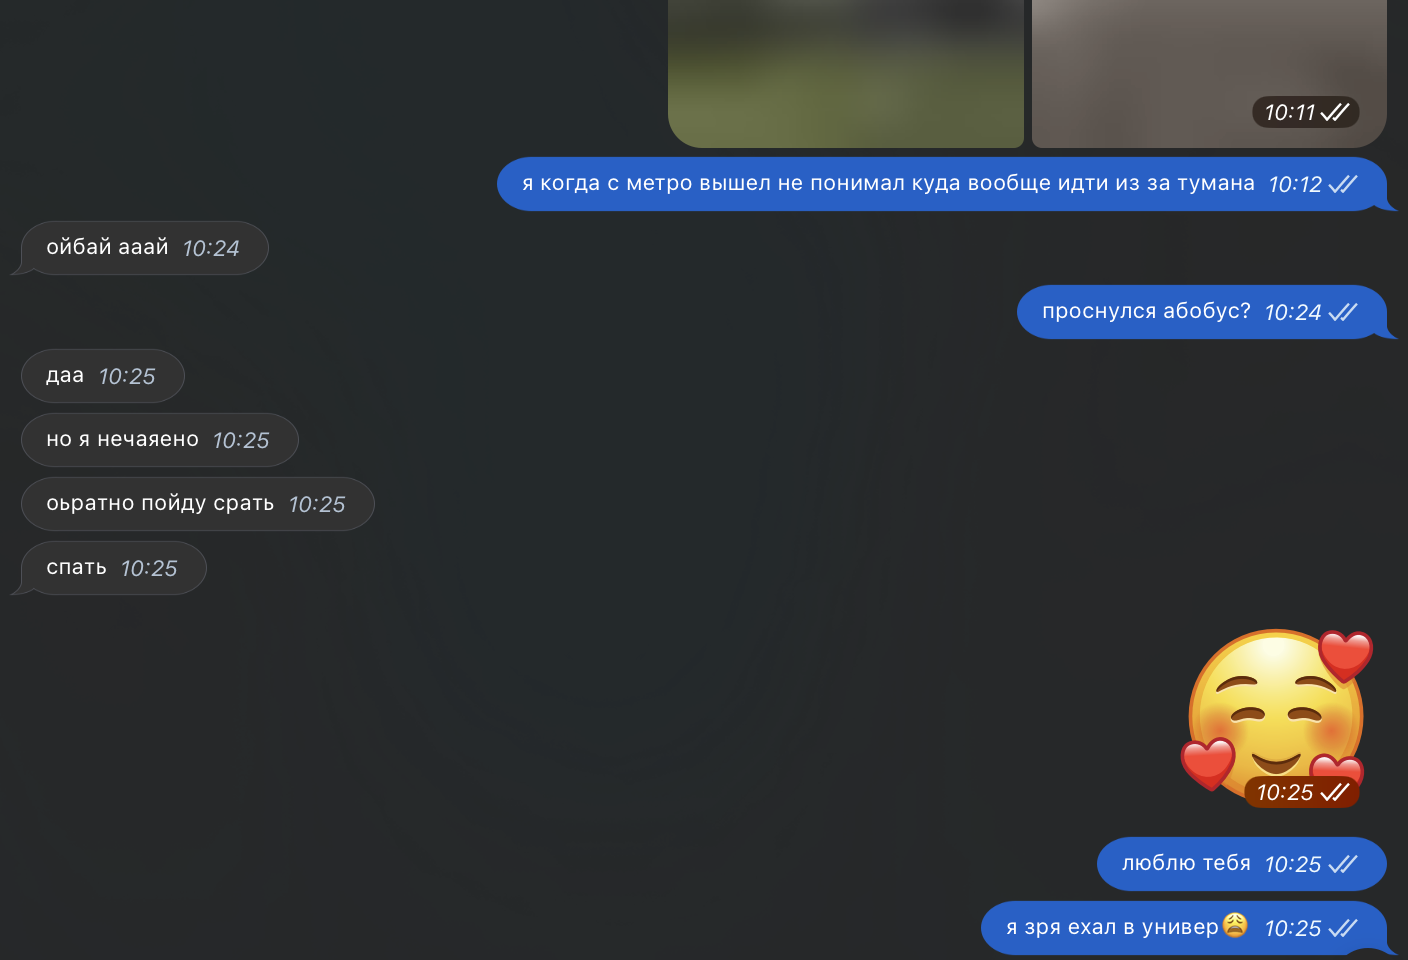 10:11
я когда с метро вышел не понимал куда вообще идти из за тумана 10:12
ойбай ааай 10:24
проснулся абобус? 10:24
даа 10:25
но я нечаяено 10:25
оьратно пойду срать 10:25
спать 10:25
10:25
люблю тебя 10:25
я зря ехал в универ😩 10:25